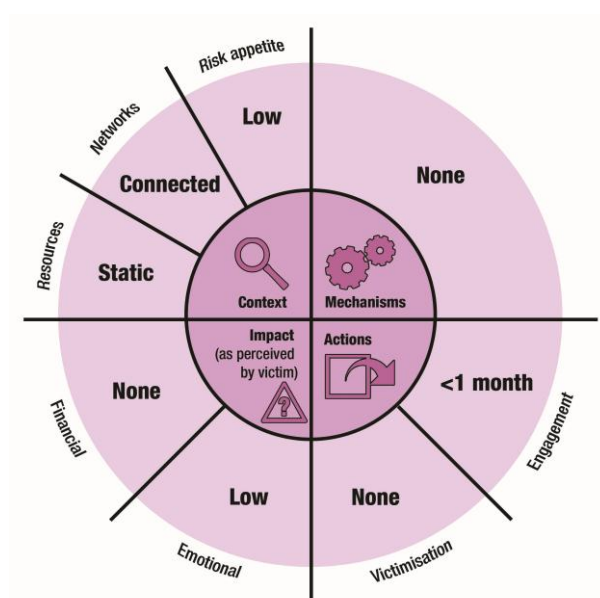 Risk appetite
Networks
Resources
Low
Connected
Static
None
Context
Mechanisms
Impact
(as perceived
by victim)
?
Actions
None
<1 month
Low
None
Financial
Emotional
Victimisation
Engagement